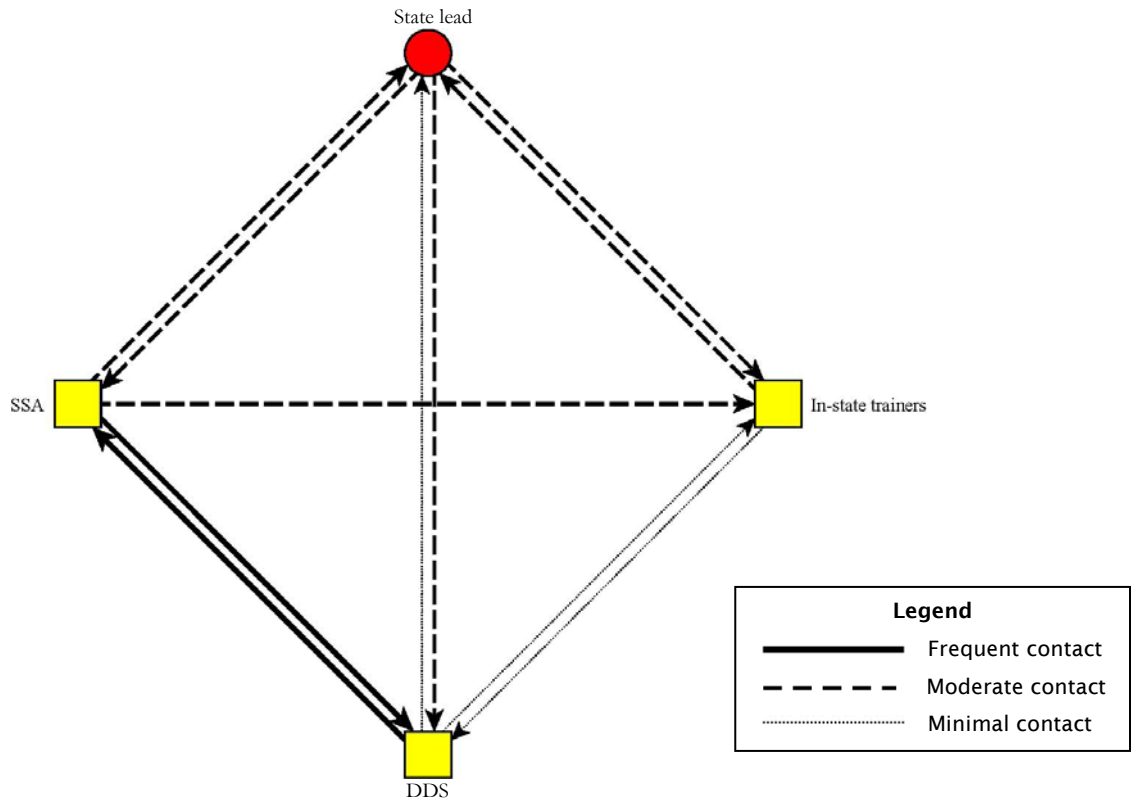 State lead
SSA
In-state trainers
DDS
Legend
Frequent contact
Moderate contact
Minimal contact